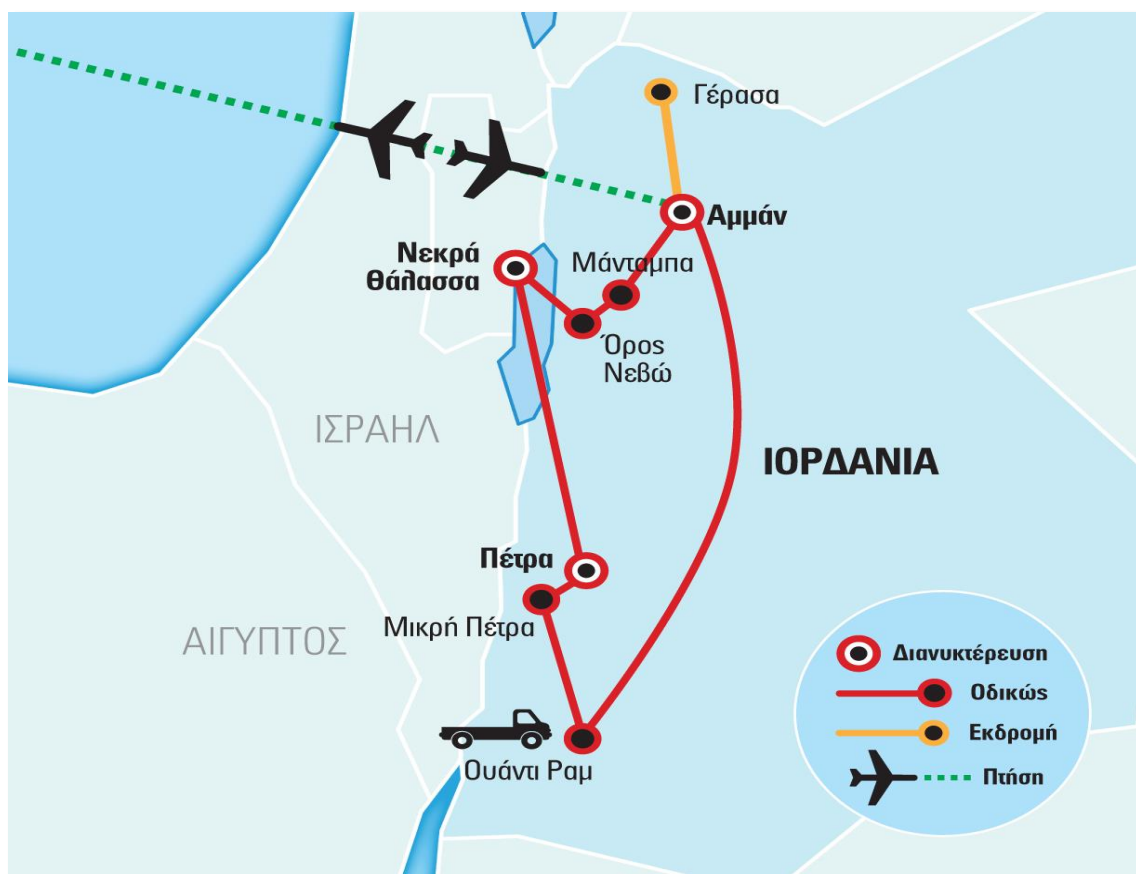 Γέρασα
Αμμάν
Νεκρά
Θάλασσα
Μάνταμπα
Όρος
Νεβώ
ΙΣΡΑΗΛ
ΙΟΡΔΑΝΙΑ
Πέτρα
Μικρή Πέτρα
ΑΙΓΥΠΤΟΣ
Ουάντι Ραμ
Διανυκτέρευση
Οδικώς
Εκδρομή
Πτήση